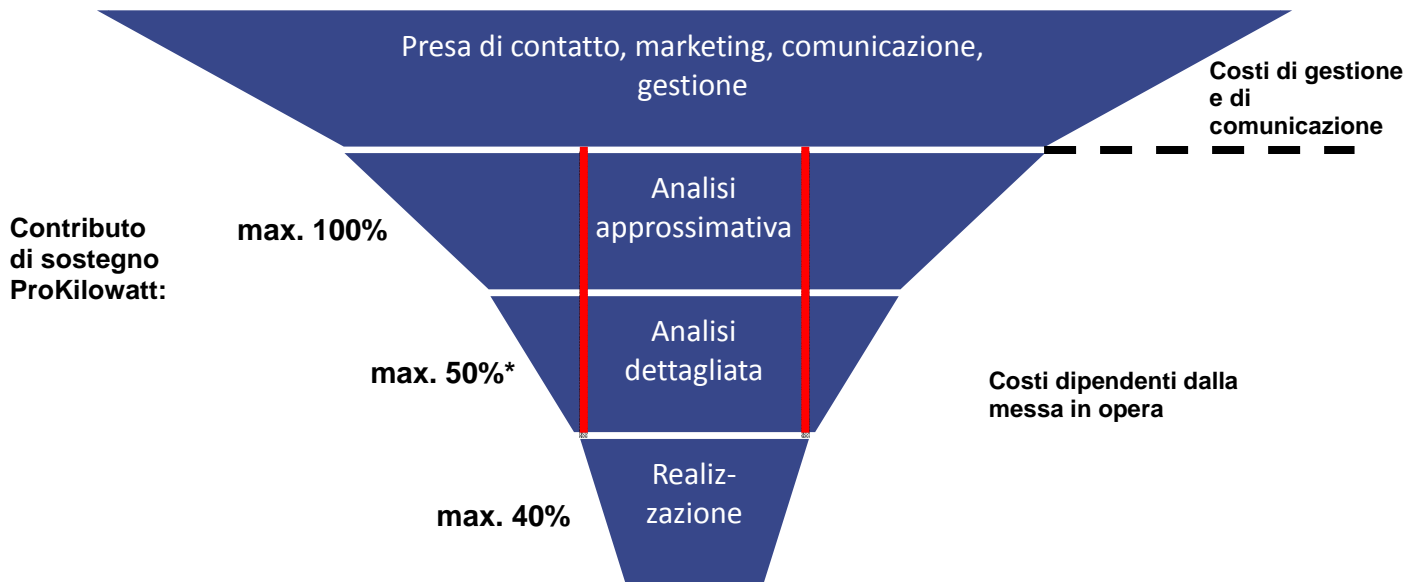 Presa di contatto, marketing, comunicazione,
gestione
Costi di gestione
e di
comunicazione
Analisi
approssimativa
Contributo
di sostegno
ProKilowatt:
max. 100%
Analisi
dettagliata
max. 50%*
Costi dipendenti dalla
messa in opera
Realiz-
zazione
max. 40%